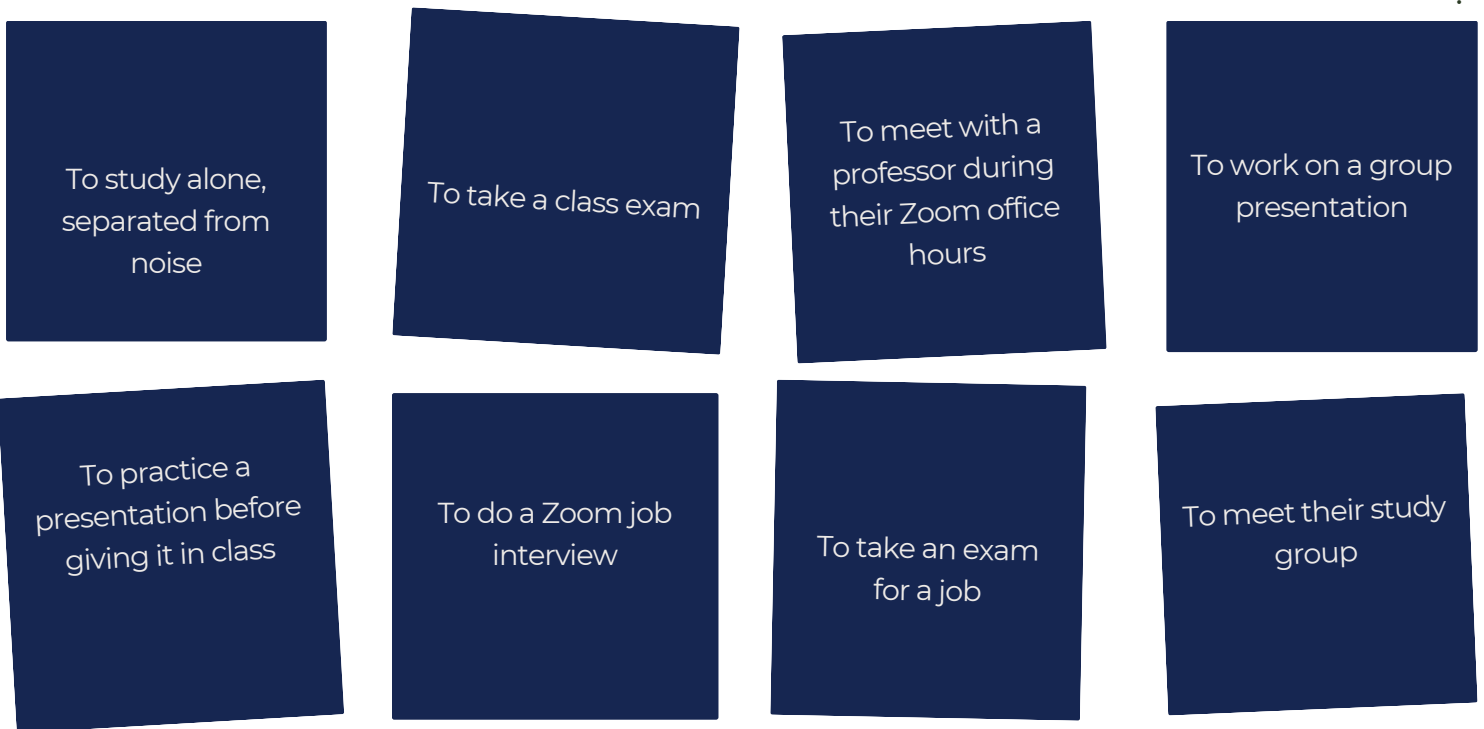 To study alone,
separated from
noise
To take a class exam
To meet with a
professor during
their Zoom office
hours
To work on a group
presentation
To practice a
presentation before
giving it in class
To do a Zoom job
interview
To take an exam
for a job
To meet their study
group